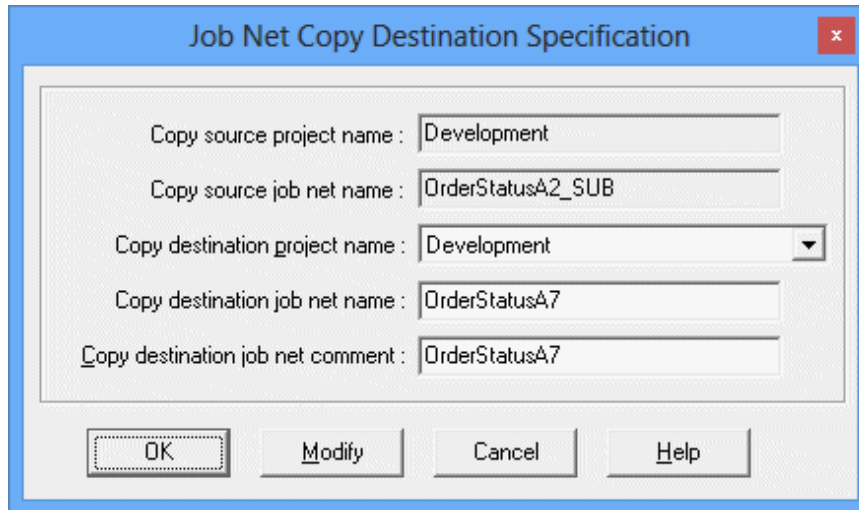 Job Net Copy Destination Specification
x
Copy source project name : Development
Copy source job net name : OrderStatusA2_SUB
Copy destination project name : Development
Copy destination job net name : OrderStatusA7
Copy destination job net comment : OrderStatusA7
OK Modify Cancel Help